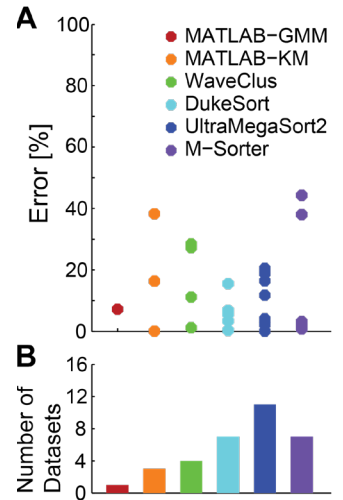 A
100
80
60
40
20
0
Error [%]
MATLAB−GMM
MATLAB−KM
WaveClus
DukeSort
UltraMegaSort2
M−Sorter
B
16
12
8
4
0
Number of
Datasets